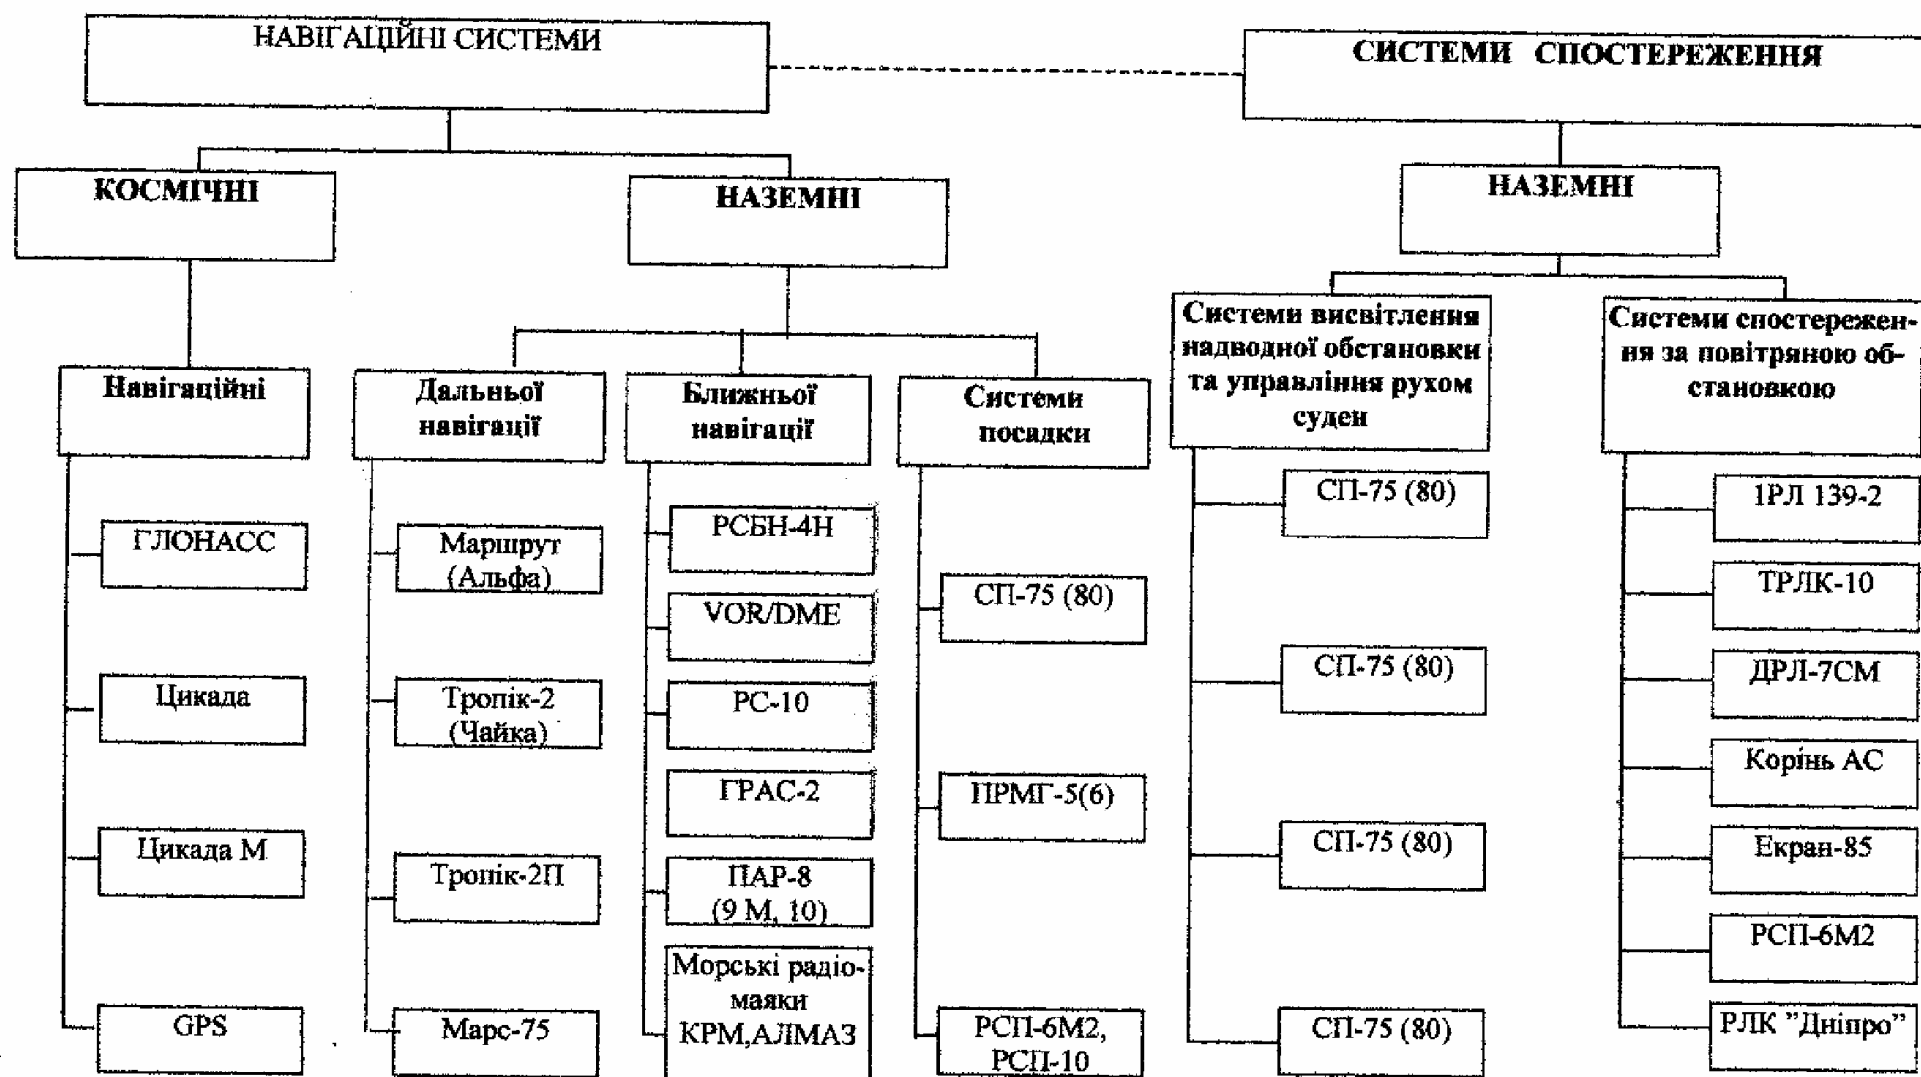 НАВІГАЦІЙНІ СИСТЕМИ
СИСТЕМИ СПОСТЕРЕЖЕННЯ
КОСМІЧНІ
НАЗЕМНІ
НАЗЕМНІ
Навігаційні
Дальньої
навігації
Ближньої
навігації
Системи
посадки
Системи висвітлення
надводної обстановки
та управління рухом
суден
Системи спостережен-
ня за повітряною об-
становкою
ГЛОНАСС
Цикада
Цикада М
GPS
Маршрут
(Альфа)
Тропік-2
(Чайка)
Тропік-2П
Марс-75
РСБН-4Н
VOR/DME
РС-10
ГРАС-2
ПАР-8
(9 М, 10)
Морські радіо-
маяки
КРМ,АЛМАЗ
СП-75 (80)
ПРМГ-5(6)
РСП-6М2,
РСП-10
СП-75 (80)
СП-75 (80)
СП-75 (80)
СП-75 (80)
1РЛ 139-2
ТРЛК-10
ДРЛ-7СМ
Корінь АС
Екран-85
РСП-6М2
РЛК "Дніпро"